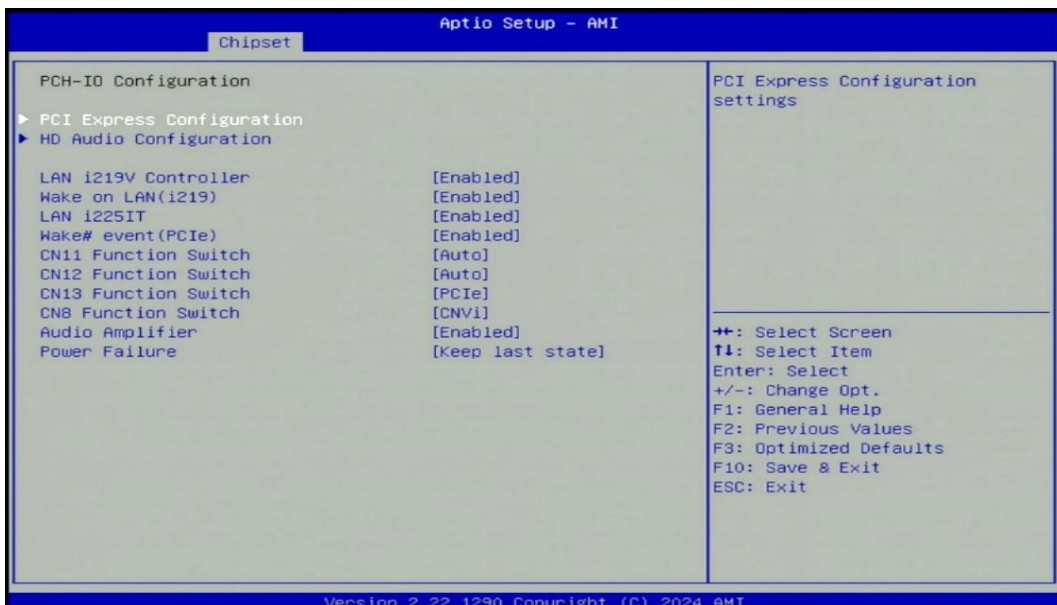 Aptio Setup - AMI
Chipset
PCH-IO Configuration
▶ PCI Express Configuration
▶ HD Audio Configuration
LAN i219V Controller [Enabled]
Wake on LAN(i219) [Enabled]
LAN i225IT [Enabled]
Wake# event(PCIe) [Enabled]
CN11 Function Switch [Auto]
CN12 Function Switch [Auto]
CN13 Function Switch [PCIe]
CN8 Function Switch [CNVi]
Audio Amplifier [Enabled]
Power Failure [Keep last state]
PCI Express Configuration
settings
→←: Select Screen
↑↓: Select Item
Enter: Select
+/-: Change Opt.
F1: General Help
F2: Previous Values
F3: Optimized Defaults
F10: Save & Exit
ESC: Exit
Version 2.22.1290 Copyright (C) 2024 AMI